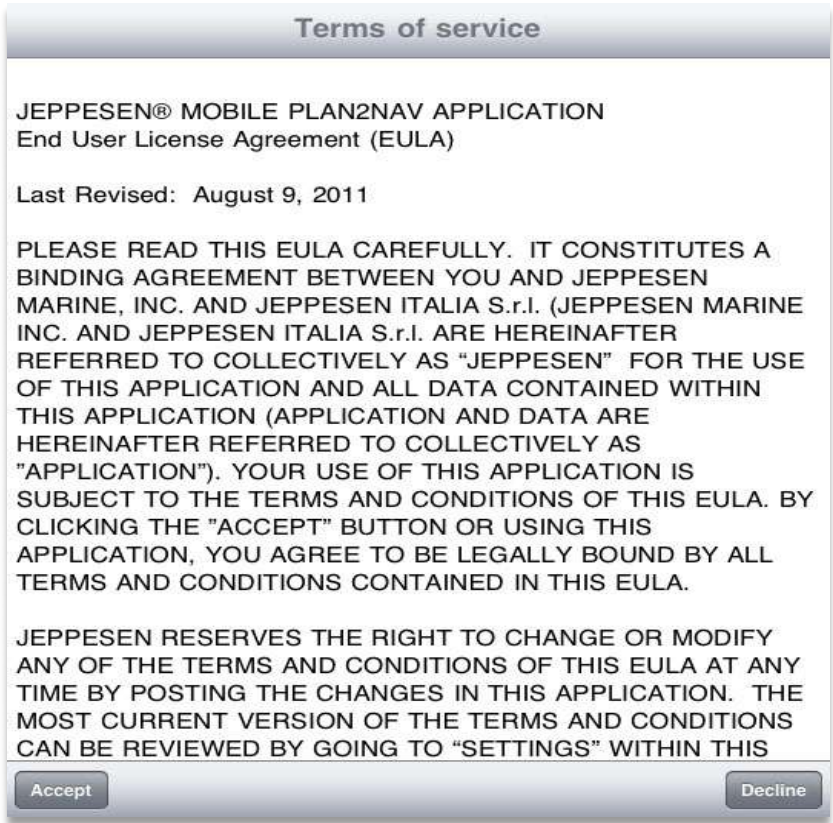 Terms of service
JEPPESEN® MOBILE PLAN2NAV APPLICATION
End User License Agreement (EULA)
Last Revised:  August 9, 2011
PLEASE READ THIS EULA CAREFULLY.  IT CONSTITUTES A
BINDING AGREEMENT BETWEEN YOU AND JEPPESEN
MARINE, INC. AND JEPPESEN ITALIA S.r.l. (JEPPESEN MARINE
INC. AND JEPPESEN ITALIA S.r.l. ARE HEREINAFTER
REFERRED TO COLLECTIVELY AS “JEPPESEN”  FOR THE USE
OF THIS APPLICATION AND ALL DATA CONTAINED WITHIN
THIS APPLICATION (APPLICATION AND DATA ARE
HEREINAFTER REFERRED TO COLLECTIVELY AS
”APPLICATION”). YOUR USE OF THIS APPLICATION IS
SUBJECT TO THE TERMS AND CONDITIONS OF THIS EULA. BY
CLICKING THE ”ACCEPT” BUTTON OR USING THIS
APPLICATION, YOU AGREE TO BE LEGALLY BOUND BY ALL
TERMS AND CONDITIONS CONTAINED IN THIS EULA.
JEPPESEN RESERVES THE RIGHT TO CHANGE OR MODIFY
ANY OF THE TERMS AND CONDITIONS OF THIS EULA AT ANY
TIME BY POSTING THE CHANGES IN THIS APPLICATION.  THE
MOST CURRENT VERSION OF THE TERMS AND CONDITIONS
CAN BE REVIEWED BY GOING TO “SETTINGS” WITHIN THIS
Accept
Decline